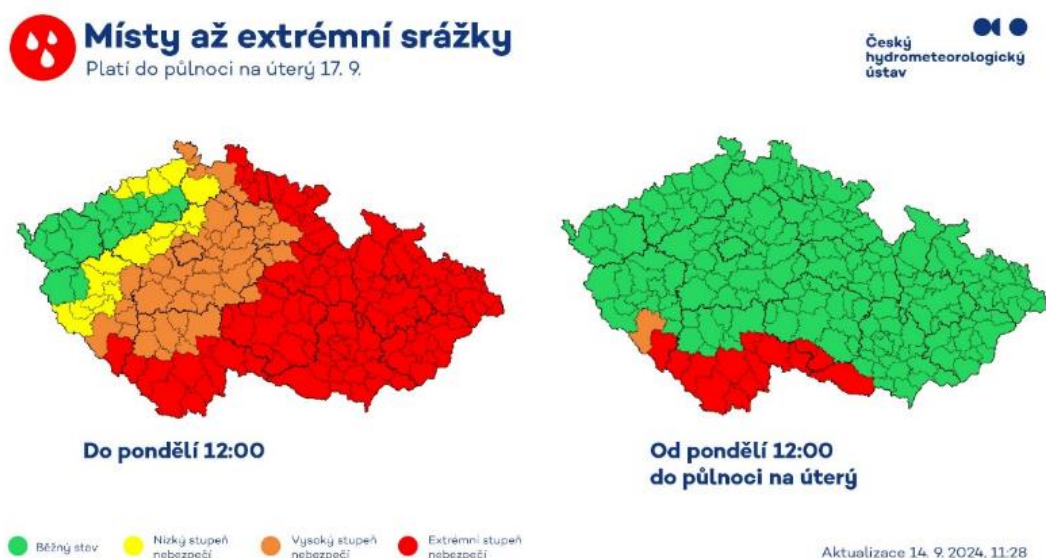 Místy až extrémní srážky
Platí do půlnoci na úterý 17. 9.
Český
hydrometeorologický
ústav
Do pondělí 12:00
Od pondělí 12:00
do půlnoci na úterý
Běžný stav
Nízký stupeň
nebezpečí
Vysoký stupeň
nebezpečí
Extrémní stupeň
nebezpečí
Aktualizace 14. 9. 2024, 11:28